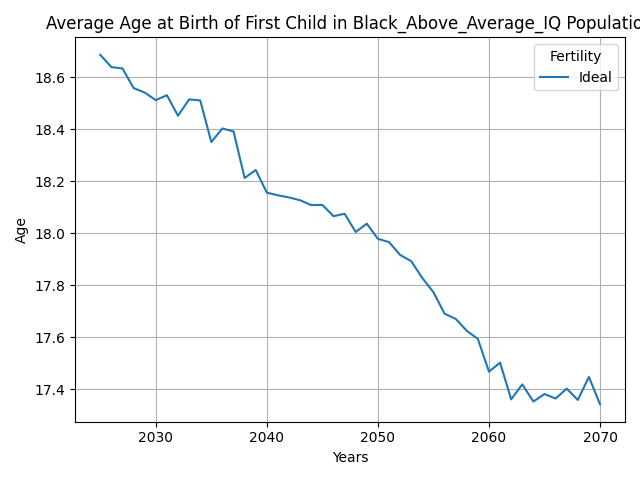 Average Age at Birth of First Child in Black_Above_Average_IQ Populatio
Fertility
Ideal
18.6
18.4
18.2
18.0
17.8
17.6
17.4
Age
2030 2040 2050 2060 2070
Years